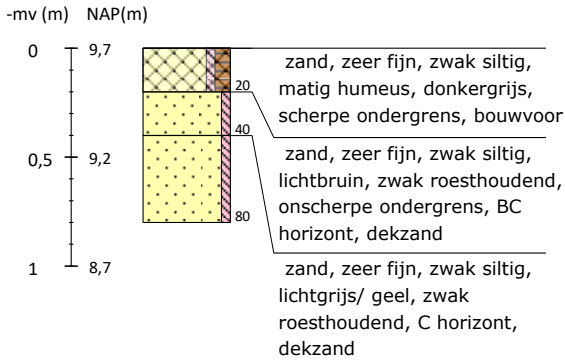 -mv (m) NAP(m)
0 9,7
zand, zeer fijn, zwak siltig,
matig humeus, donkergrijs,
scherpe ondergrens, bouwvoor
20
40
0,5 9,2
zand, zeer fijn, zwak siltig,
lichtbruin, zwak roesthoudend,
onscherpe ondergrens, BC
horizont, dekzand
80
1 8,7
zand, zeer fijn, zwak siltig,
lichtgrijs/ geel, zwak
roesthoudend, C horizont,
dekzand